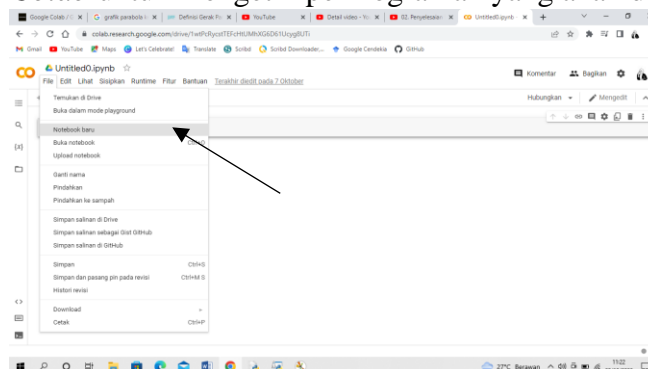 Google Colab
grafik parabola
Definisi Gerak Pa
YouTube
Detail video - Yo
02. Penyelesaian
Untitled0.ipynb
colab.research.google.com
Gmail YouTube Maps Let's Celebrate! Translate Scribd Scribd Downloader,... Google Cendekia GitHub
Untitled0.ipynb
Komentar Bagikan
File Edit Lihat Sisipkan Runtime Fitur Bantuan Terakhir diedit pada 7 Oktober
Hubungkan Mengedit
Temukan di Drive
Buka dalam mode playground
Notebook baru
Buka notebook Ctrl+O
Upload notebook
Ganti nama
Pindahkan
Pindahkan ke sampah
Simpan salinan di Drive
Simpan salinan sebagai Gist GitHub
Simpan salinan di GitHub
Simpan Ctrl+S
Simpan dan pasang pin pada revisi Ctrl+M S
Histori revisi
Download
Cetak Ctrl+P
27°C Berawan 11:22